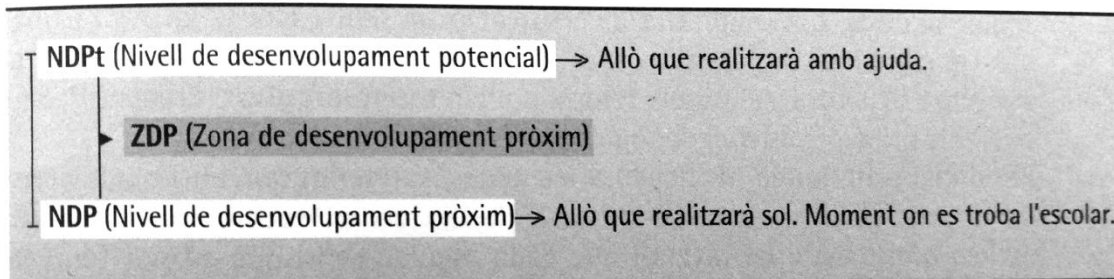 NDPt (Nivell de desenvolupament potencial) → Allò que realitzarà amb ajuda.
ZDP (Zona de desenvolupament pròxim)
NDP (Nivell de desenvolupament pròxim) → Allò que realitzarà sol. Moment on es troba l'escolar.